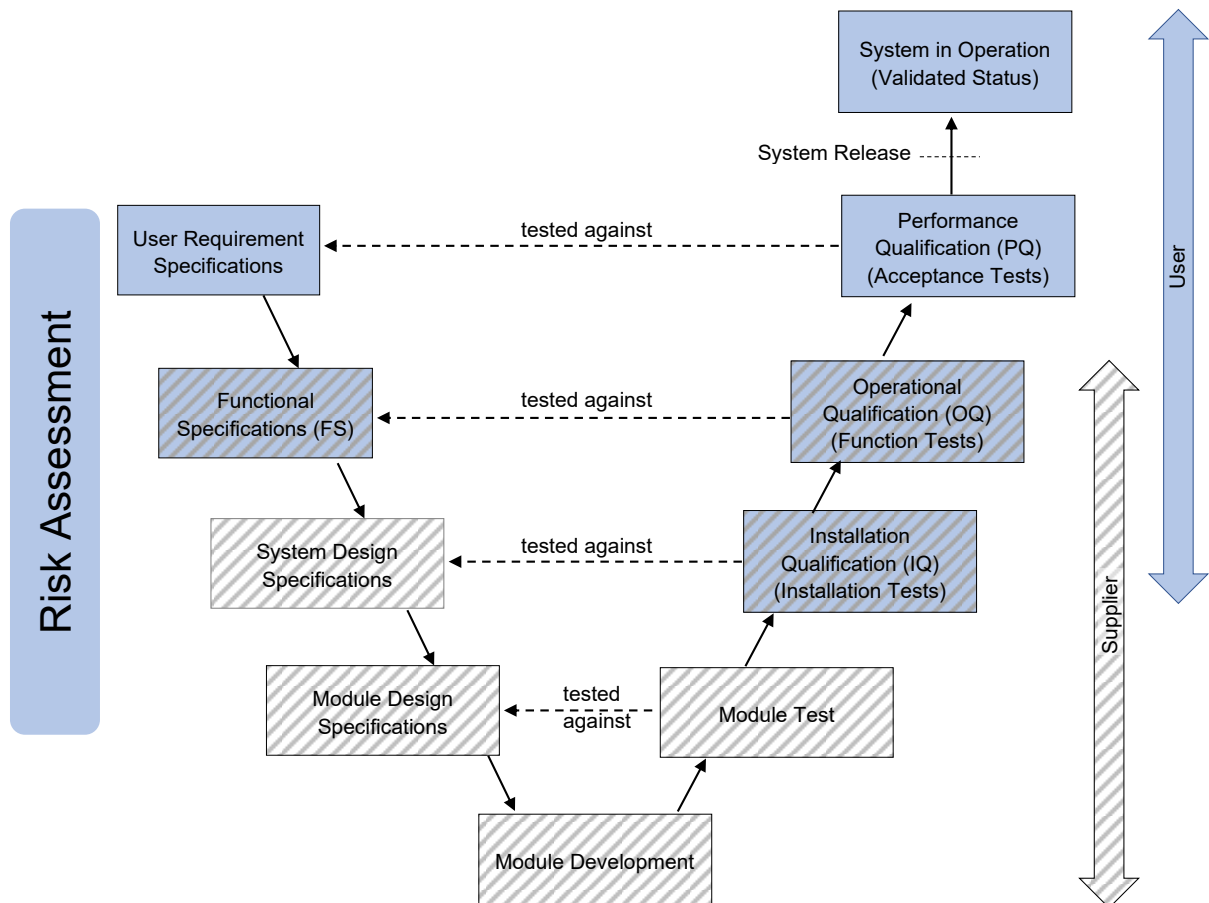 System in Operation
(Validated Status)
System Release
User Requirement
Specifications
tested against
Performance
Qualification (PQ)
(Acceptance Tests)
Functional
Specifications (FS)
tested against
Operational
Qualification (OQ)
(Function Tests)
System Design
Specifications
tested against
Installation
Qualification (IQ)
(Installation Tests)
Module Design
Specifications
tested
against
Module Test
Module Development
Risk Assessment
User
Supplier